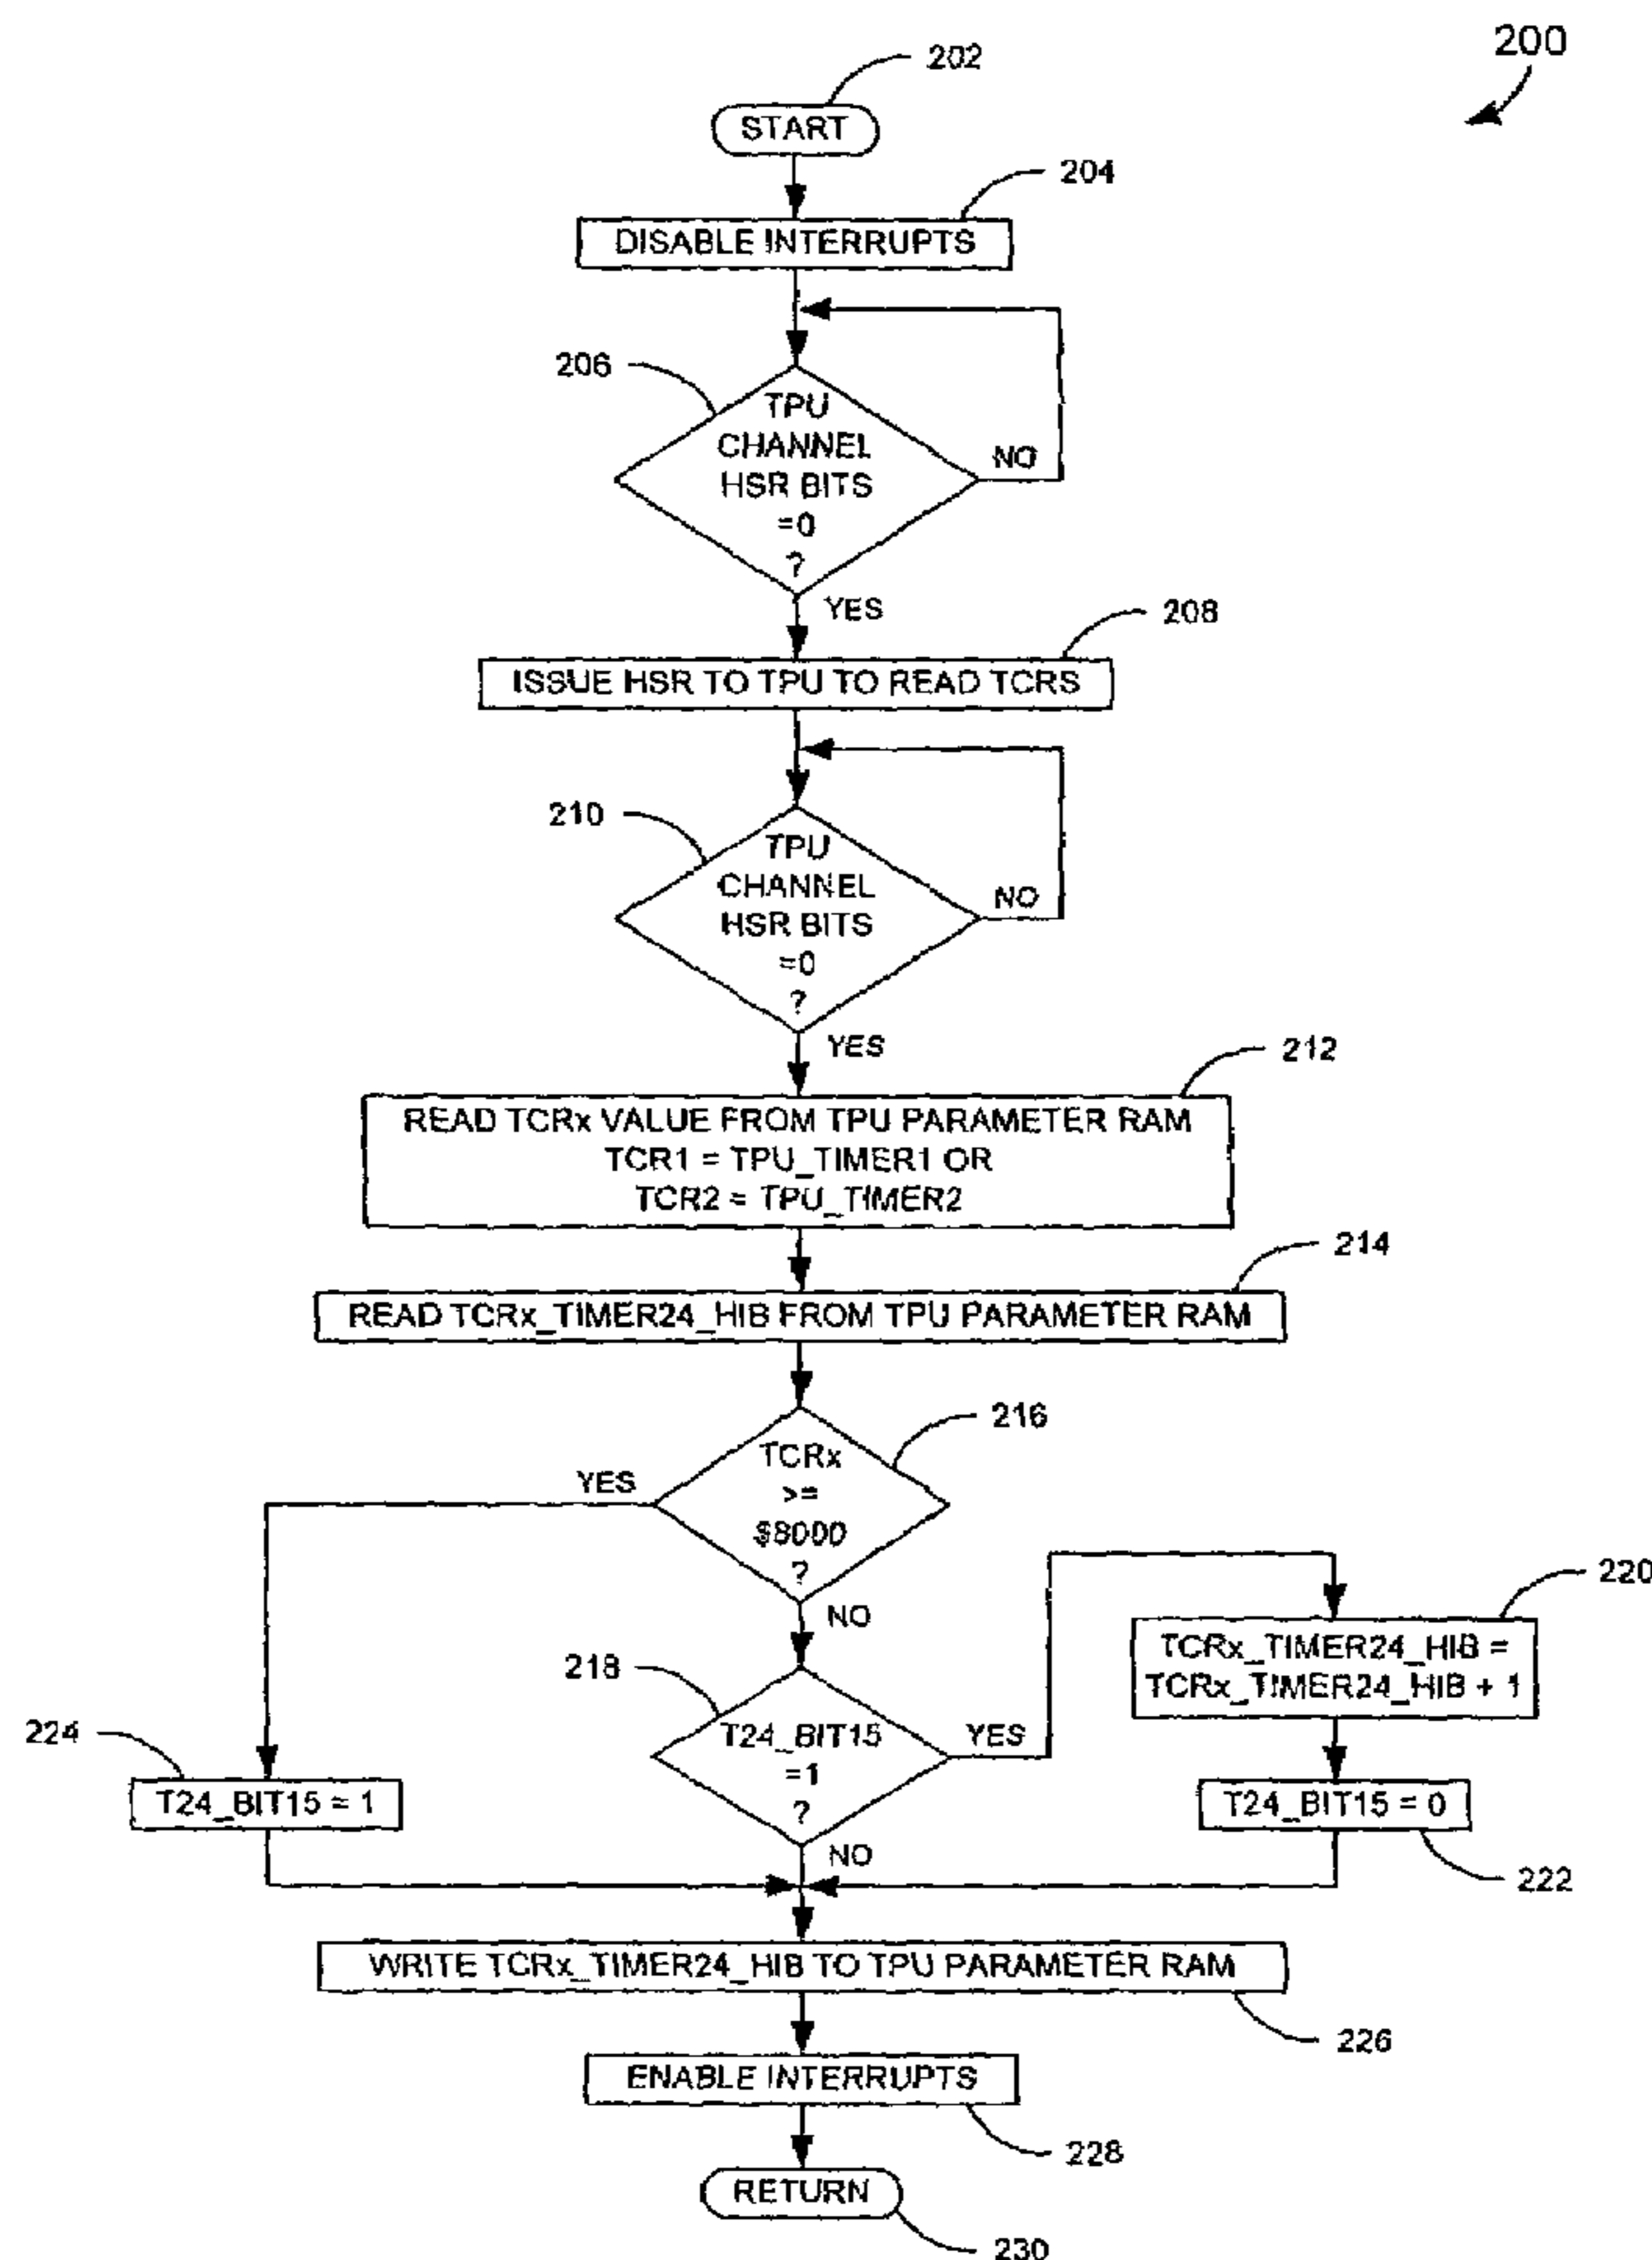 200
202
START
204
DISABLE INTERRUPTS
206
TPU
CHANNEL
HSR BITS
=0
?
NO
YES
208
ISSUE HSR TO TPU TO READ TCRS
210
TPU
CHANNEL
HSR BITS
=0
?
NO
YES
212
READ TCRx VALUE FROM TPU PARAMETER RAM
TCR1 = TPU_TIMER1 OR
TCR2 = TPU_TIMER2
214
READ TCRx_TIMER24_HIB FROM TPU PARAMETER RAM
216
TCRx
>=
$8000
?
YES
NO
218
T24_BIT15
=1
?
YES
NO
220
TCRx_TIMER24_HIB =
TCRx_TIMER24_HIB + 1
224
T24_BIT15 = 1
T24_BIT15 = 0
222
WRITE TCRx_TIMER24_HIB TO TPU PARAMETER RAM
226
ENABLE INTERRUPTS
228
RETURN
230